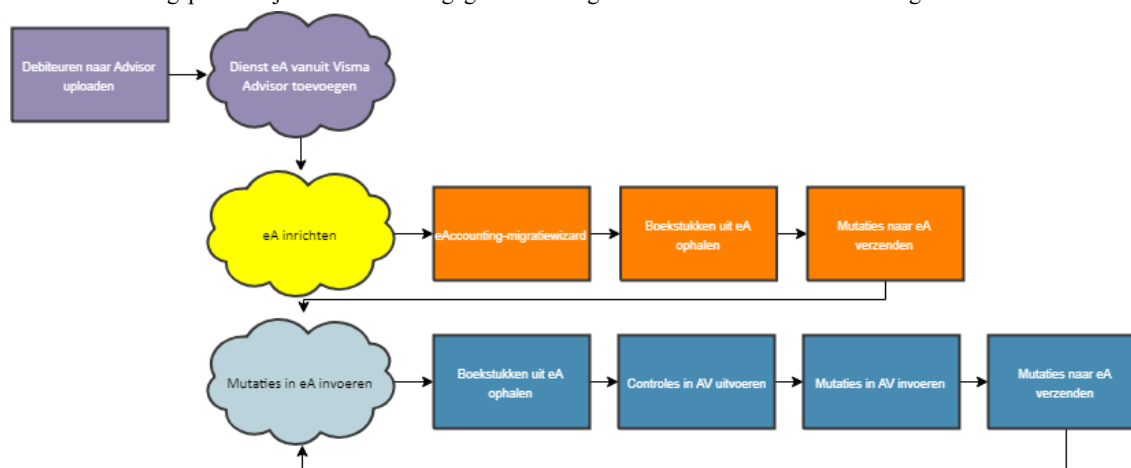 Debiteuren naar Advisor
uploaden
Dienst eA vanuit Visma
Advisor toevoegen
eA inrichten
eAccounting-migratiewizard
Boekstukken uit eA
ophalen
Mutaties naar eA
verzenden
Mutaties in eA invoeren
Boekstukken uit eA
ophalen
Controles in AV uitvoeren
Mutaties in AV invoeren
Mutaties naar eA
verzenden